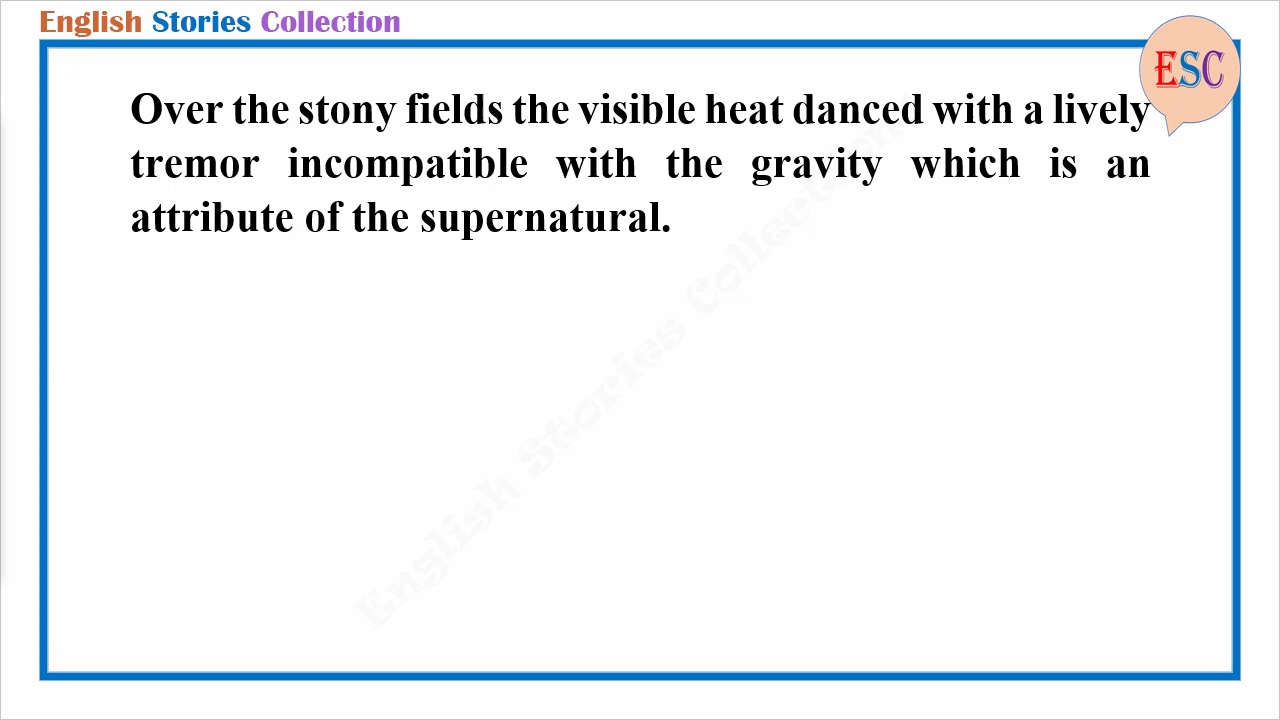 English Stories Collection
ESC
Over the stony fields the visible heat danced with a lively
tremor incompatible with the gravity which is an
attribute of the supernatural.
English Stories Collection